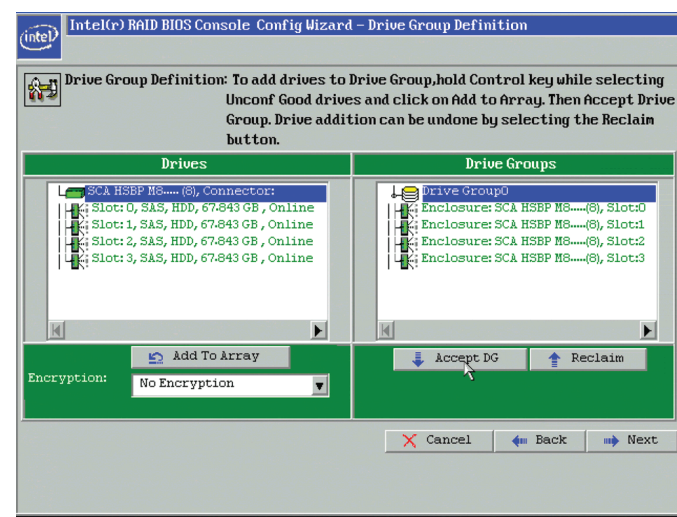 Intel(r) RAID BIOS Console Config Wizard – Drive Group Definition
intel
Drive Group Definition: To add drives to Drive Group,hold Control key while selecting
Unconf Good drives and click on Add to Array. Then Accept Drive
Group. Drive addition can be undone by selecting the Reclaim
button.
Drives
SCA HSBP M8..... (8), Connector:
Slot: 0, SAS, HDD, 67.843 GB , Online
Slot: 1, SAS, HDD, 67.843 GB , Online
Slot: 2, SAS, HDD, 67.843 GB , Online
Slot: 3, SAS, HDD, 67.843 GB , Online
Add To Array
Encryption:
No Encryption
Drive Groups
Drive Group0
Enclosure: SCA HSBP M8.....(8), Slot:0
Enclosure: SCA HSBP M8.....(8), Slot:1
Enclosure: SCA HSBP M8.....(8), Slot:2
Enclosure: SCA HSBP M8.....(8), Slot:3
Accept DG
Reclaim
Cancel
Back
Next